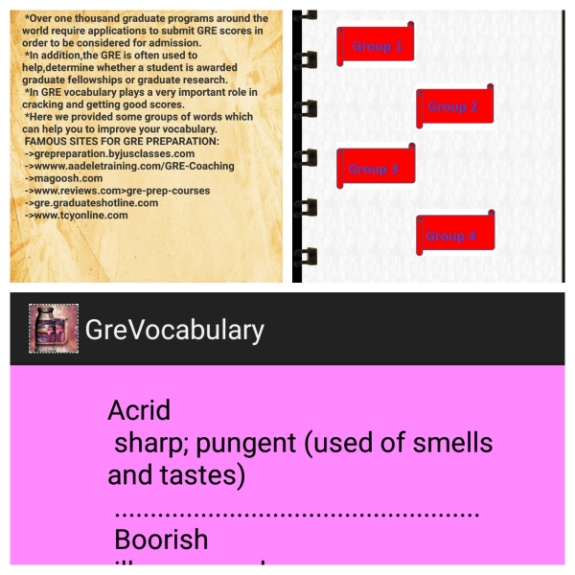 *Over one thousand graduate programs around the
world require applications to submit GRE scores in
order to be considered for admission.
*In addition,the GRE is often used to
help,determine whether a student is awarded
graduate fellowships or graduate research.
*In GRE vocabulary plays a very important role in
cracking and getting good scores.
*Here we provided some groups of words which
can help you to improve your vocabulary.
FAMOUS SITES FOR GRE PREPARATION:
->grepreparation.byjusclasses.com
->wwww.aadeletraining.com/GRE-Coaching
->magoosh.com
->www.reviews.com>gre-prep-courses
->gre.graduateshotline.com
->www.tcyonline.com
Group 1
Group 2
Group 3
Group 4
GreVocabulary
Acrid
sharp; pungent (used of smells
and tastes)
....................................................
Boorish